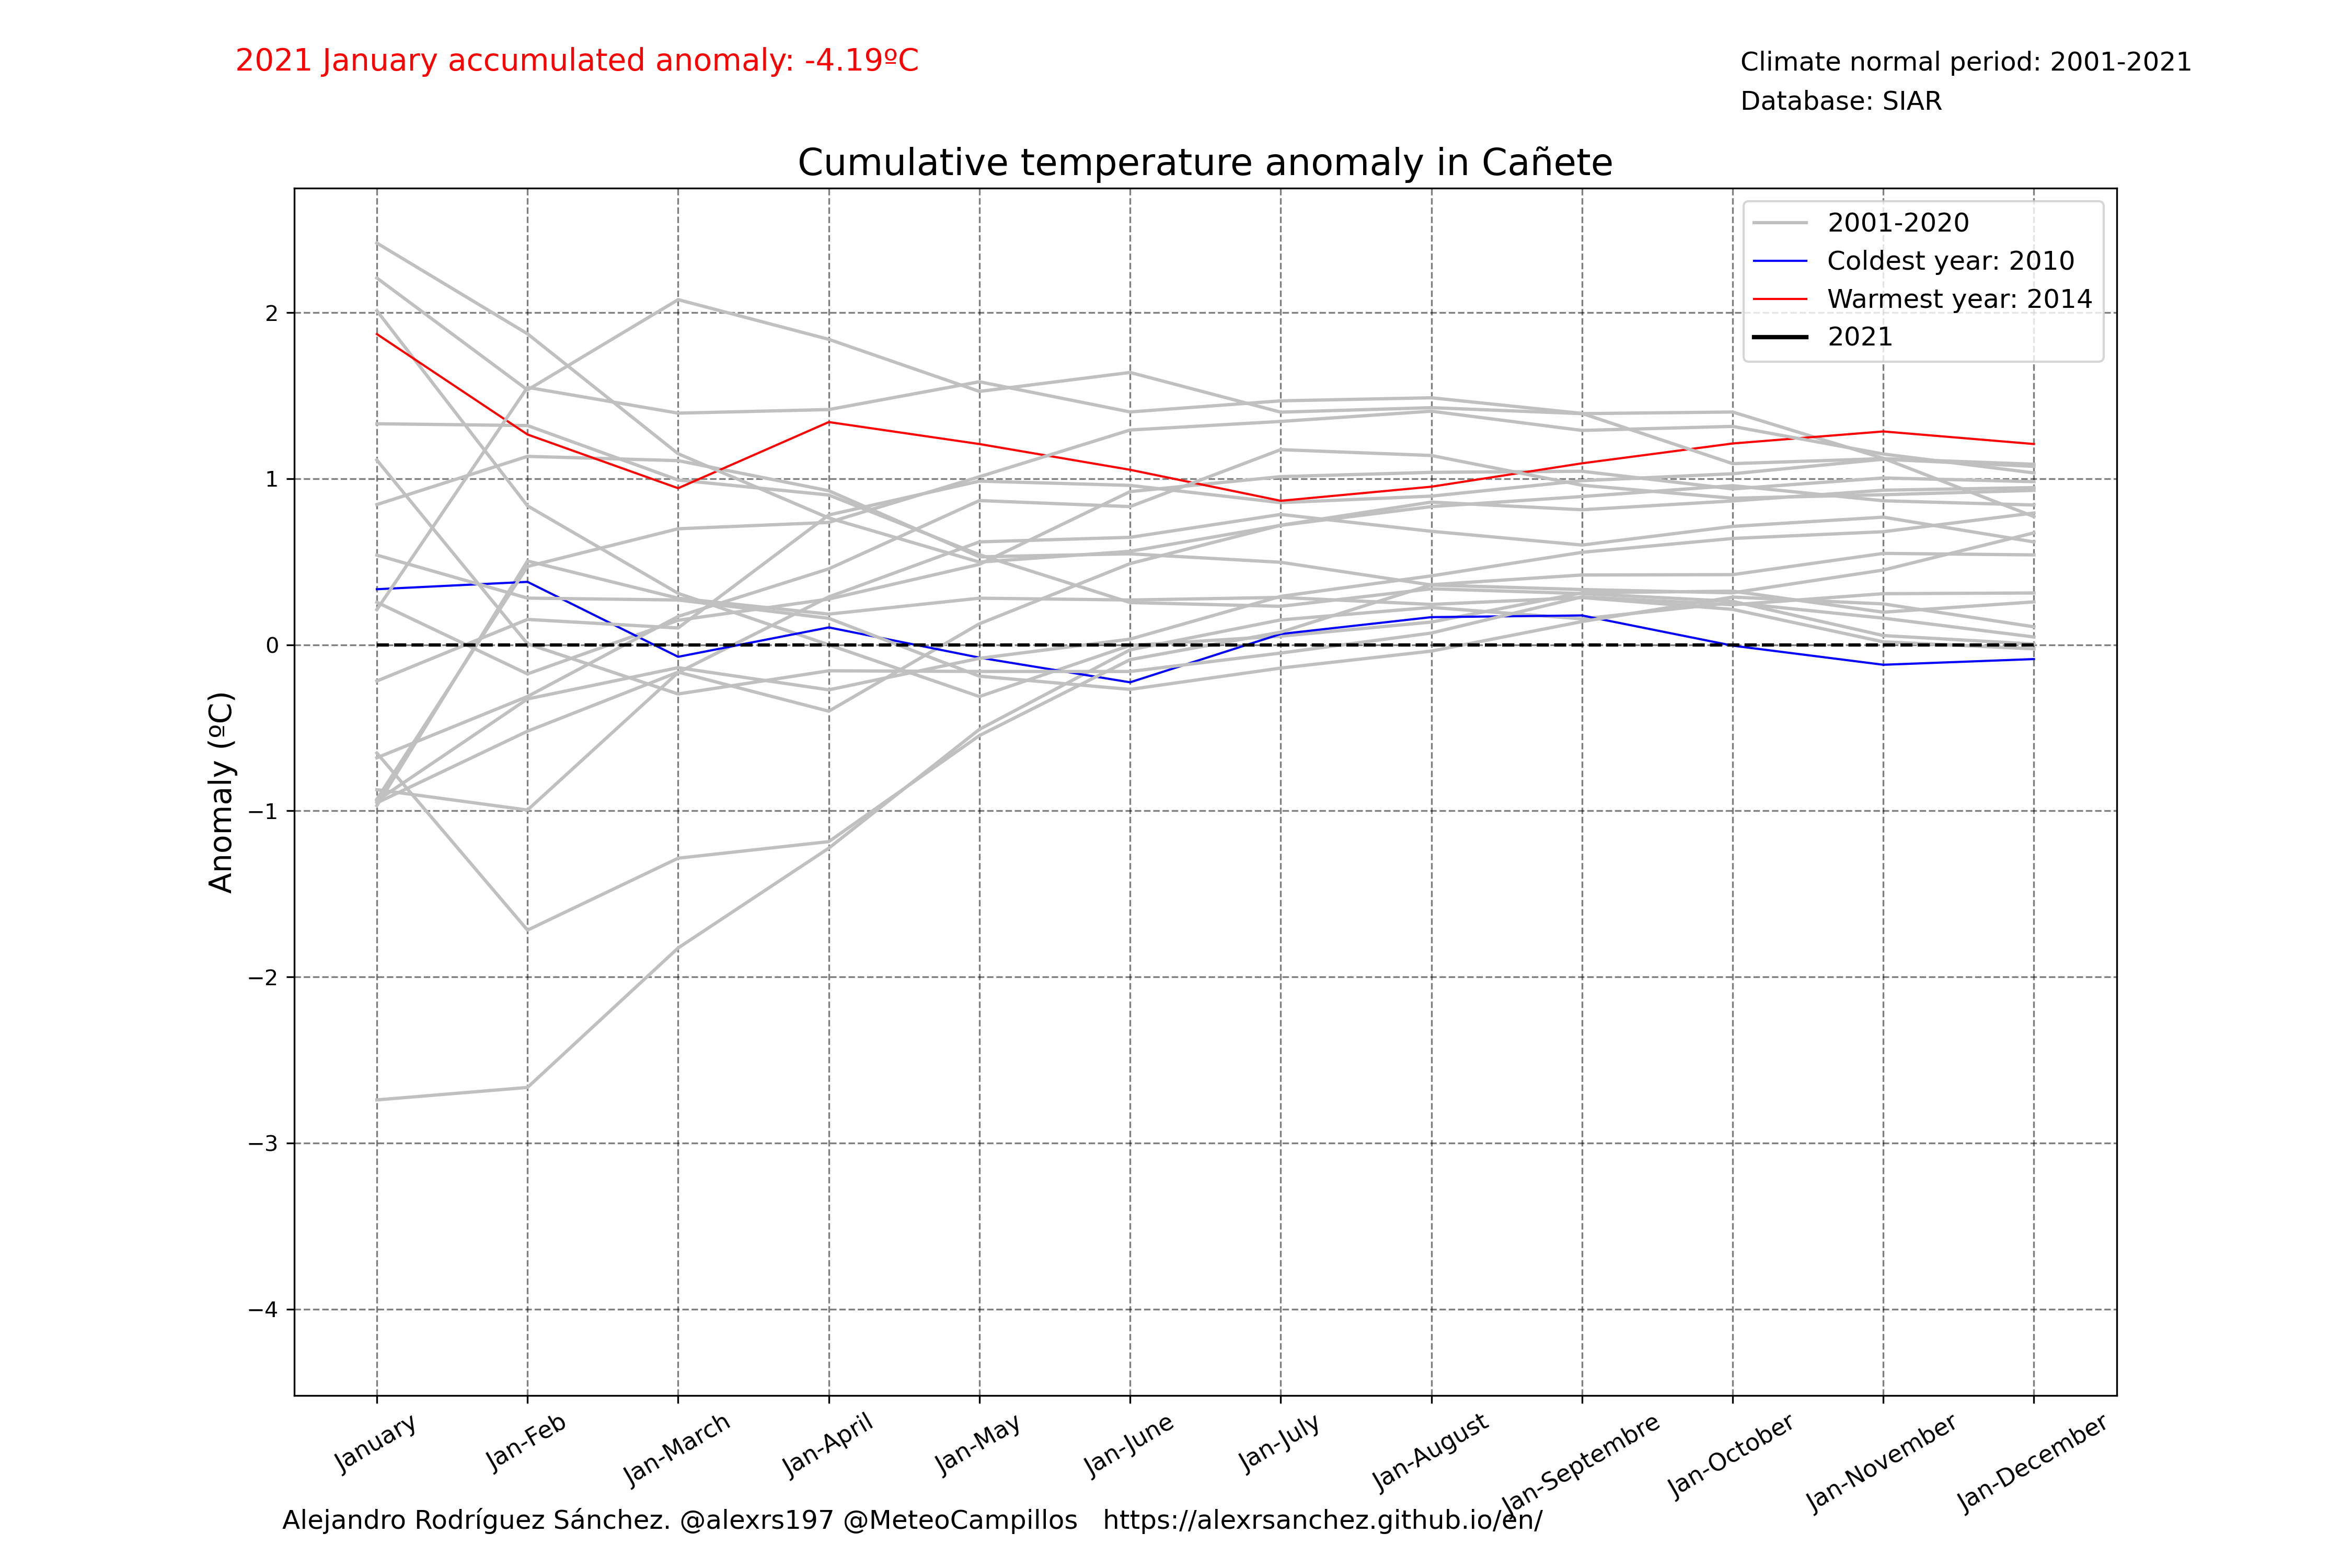 2021 January accumulated anomaly: -4.19ºC
Climate normal period: 2001-2021
Database: SIAR
Cumulative temperature anomaly in Cañete
2001-2020
Coldest year: 2010
Warmest year: 2014
2021
Anomaly (ºC)
2
1
0
−1
−2
−3
−4
January
Jan-Feb
Jan-March
Jan-April
Jan-May
Jan-June
Jan-July
Jan-August
Jan-Septembre
Jan-October
Jan-November
Jan-December
Alejandro Rodríguez Sánchez. @alexrs197 @MeteoCampillos https://alexrsanchez.github.io/en/